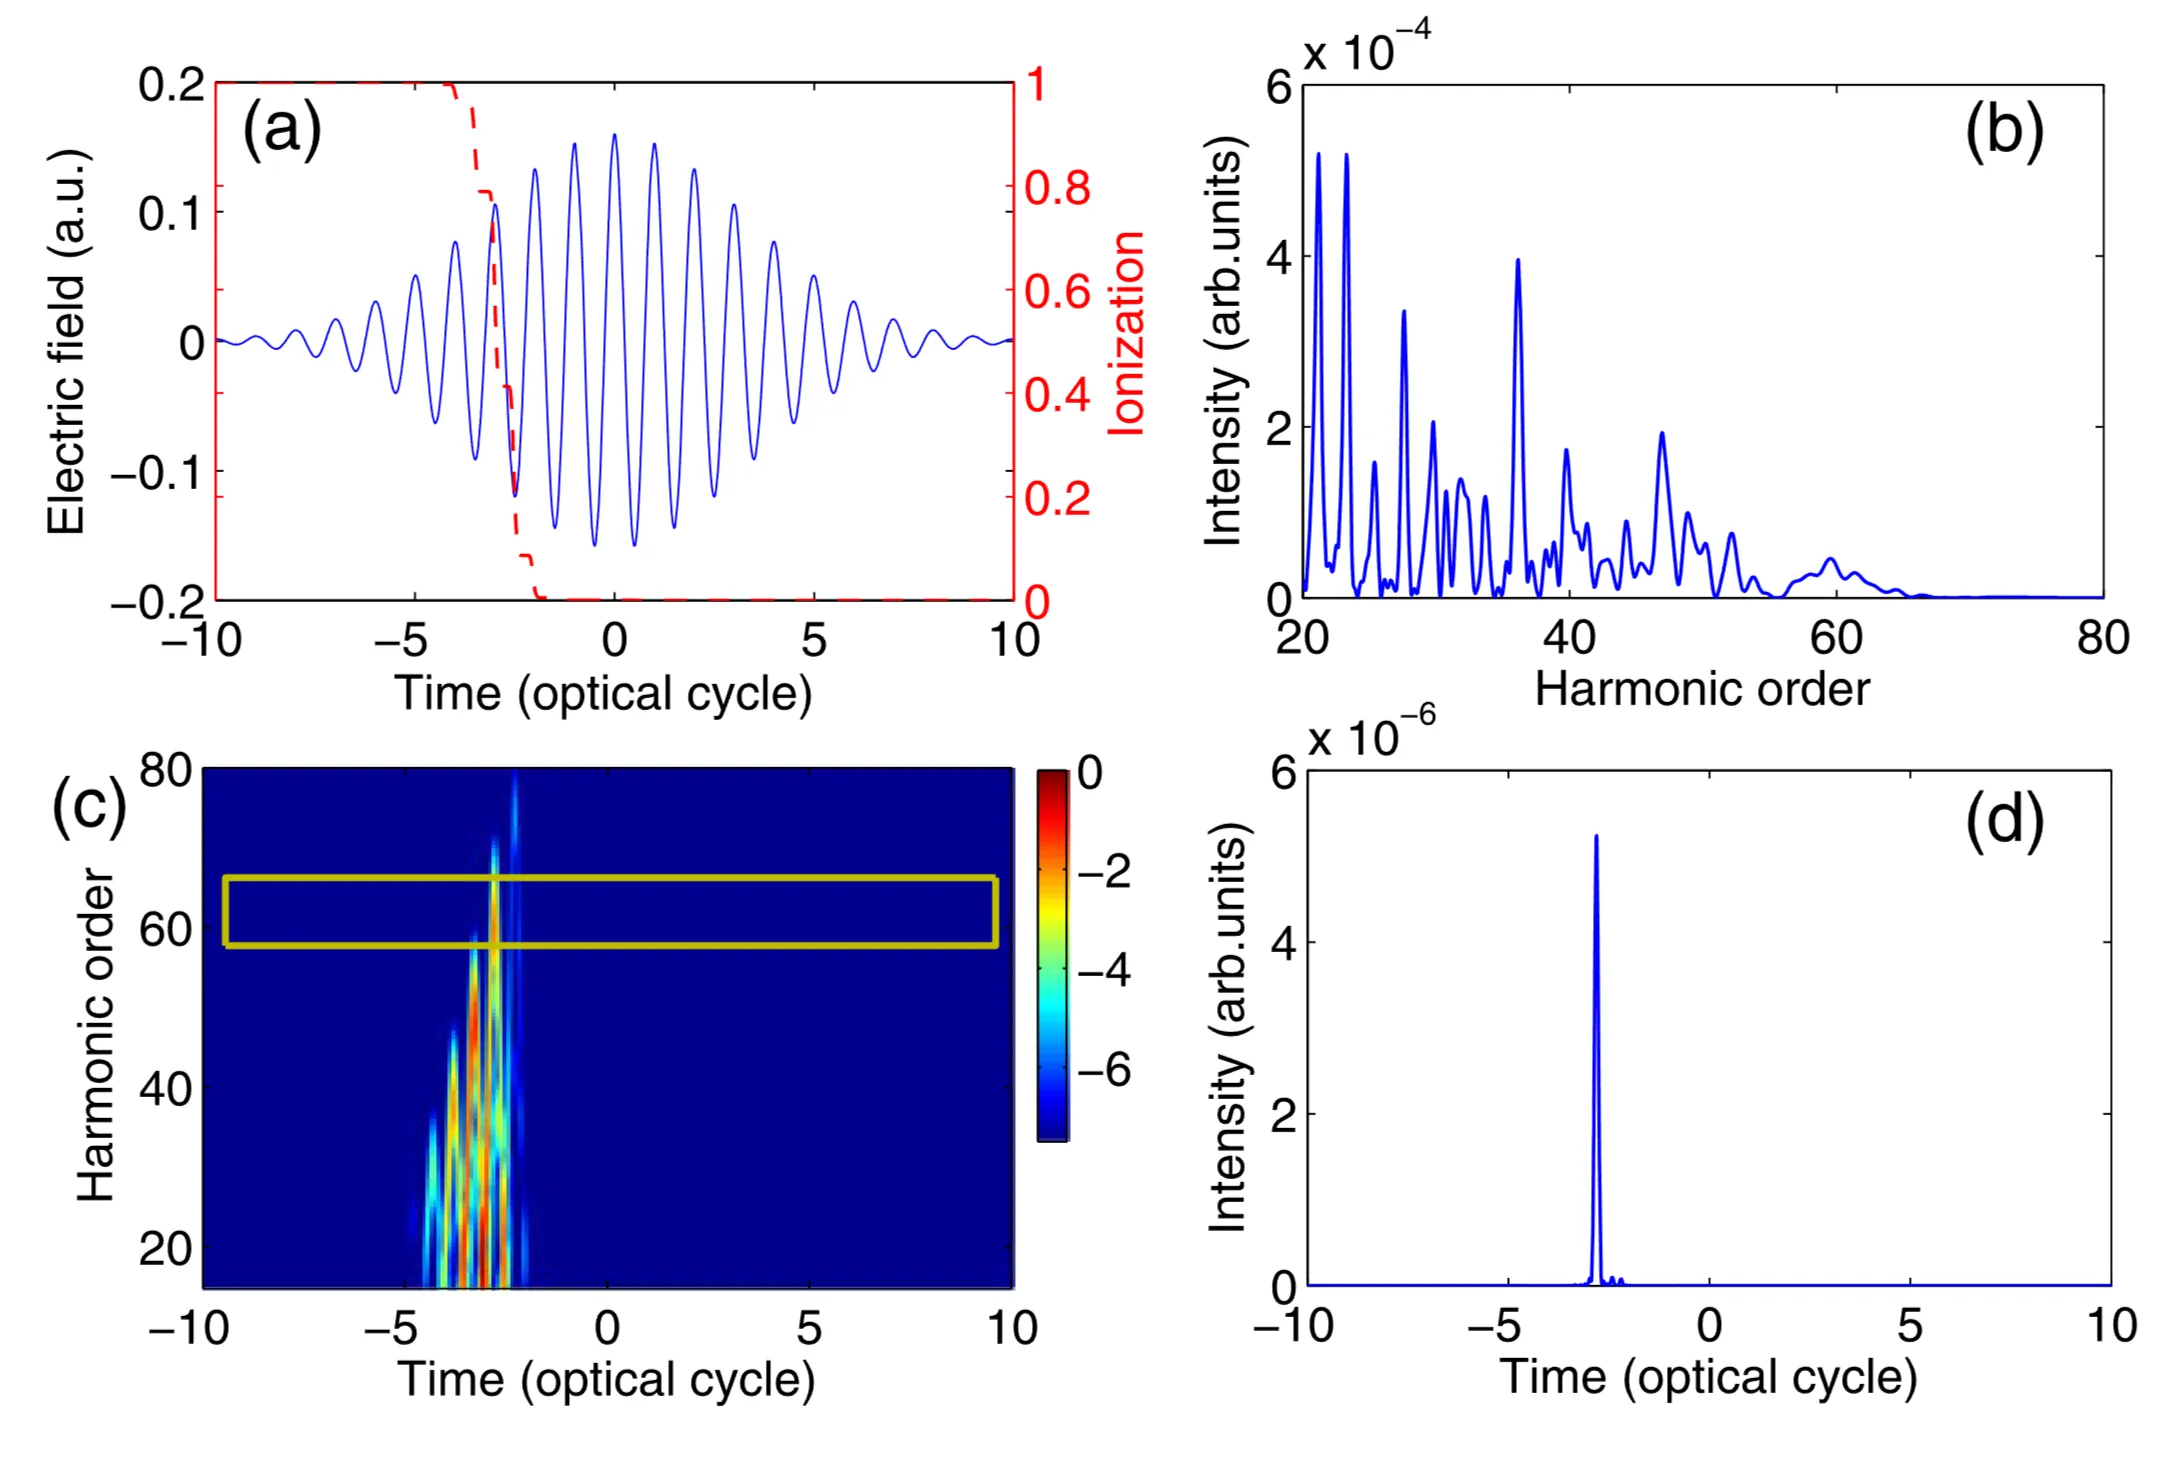 (a)
0.2
0.1
0
−0.1
−0.2
Electric field (a.u.)
1
0.8
0.6
0.4
0.2
0
Ionization
−10 −5 0 5 10
Time (optical cycle)
(b)
x 10−4
6
4
2
0
Intensity (arb.units)
20 40 60 80
Harmonic order
(c)
80
60
40
20
Harmonic order
0
−2
−4
−6
−10 −5 0 5 10
Time (optical cycle)
(d)
x 10−6
6
4
2
0
Intensity (arb.units)
−10 −5 0 5 10
Time (optical cycle)